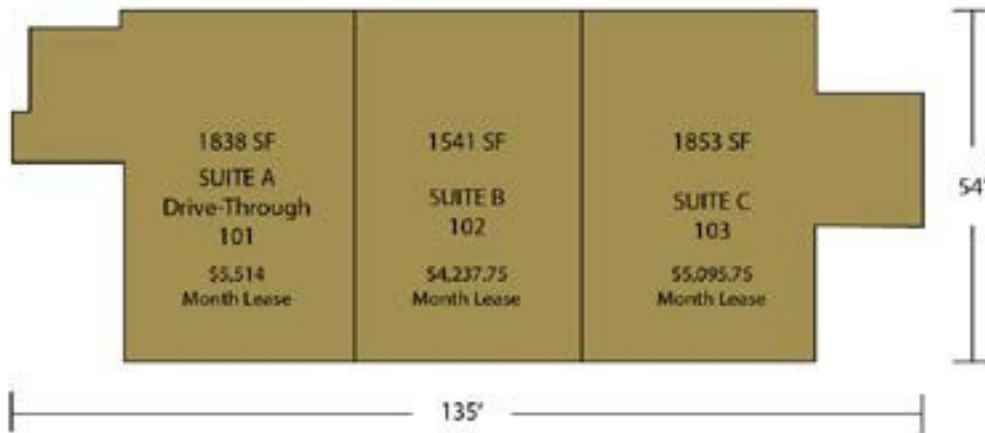 1838 SF
SUITE A
Drive-Through
101
$5,514
Month Lease
1541 SF
SUITE B
102
$4,237.75
Month Lease
1853 SF
SUITE C
103
$5,095.75
Month Lease
54'
135'